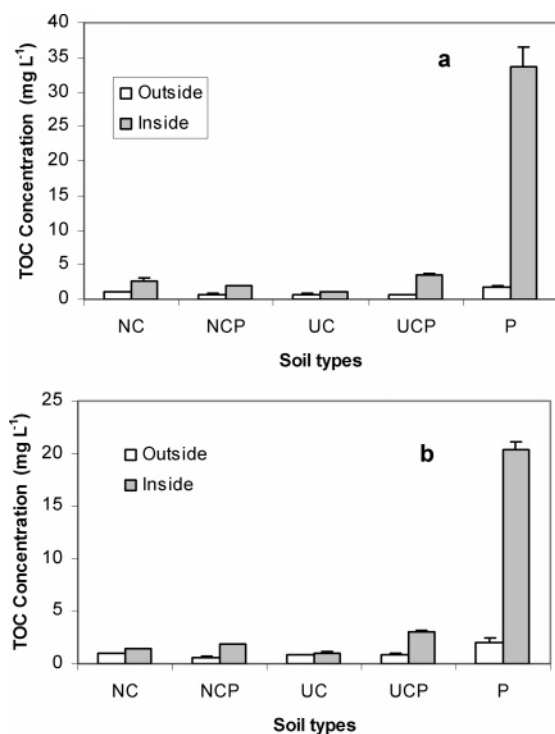 40
35
30
25
20
15
10
5
0
TOC Concentration (mg L⁻¹)
a
Outside
Inside
NC NCP UC UCP P
Soil types
25
20
15
10
5
0
TOC Concentration (mg L⁻¹)
b
Outside
Inside
NC NCP UC UCP P
Soil types